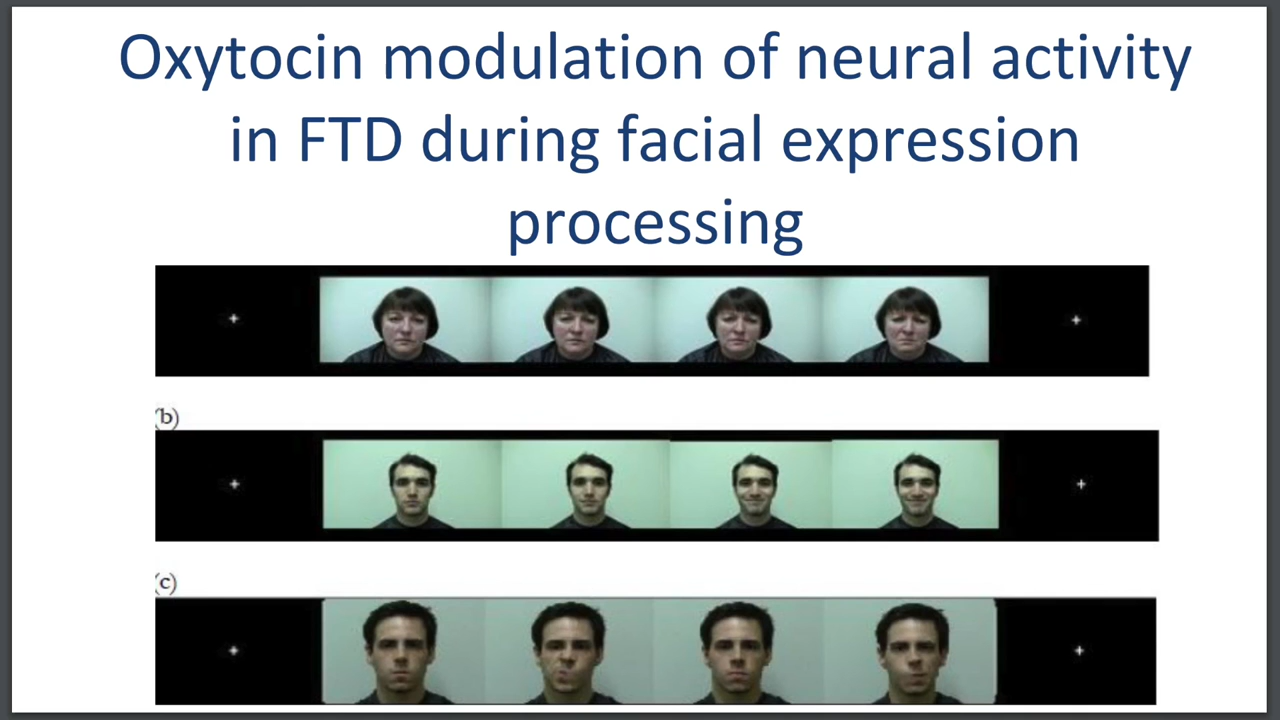 Oxytocin modulation of neural activity
in FTD during facial expression
processing
(b)
(c)